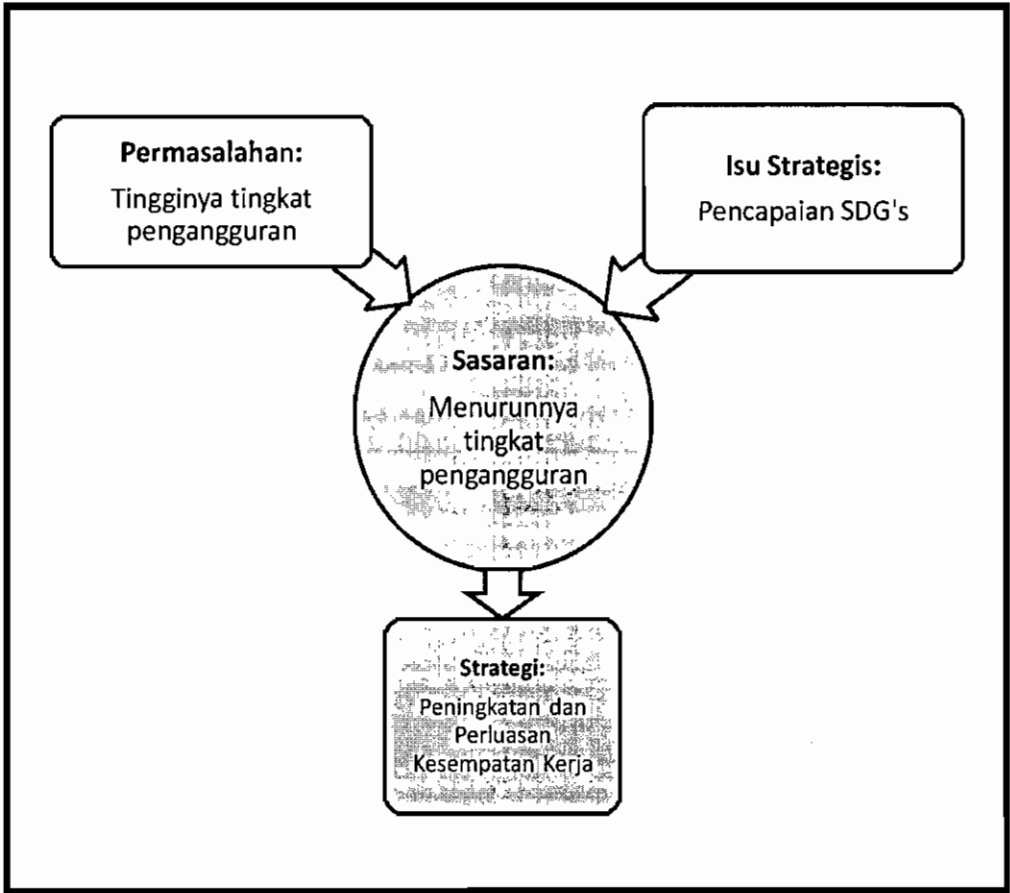 Permasalahan:
Tingginya tingkat
pengangguran
Isu Strategis:
Pencapaian SDG's
Sasaran:
Menurunnya
tingkat
pengangguran
Strategi:
Peningkatan dan
Perluasan
Kesempatan Kerja